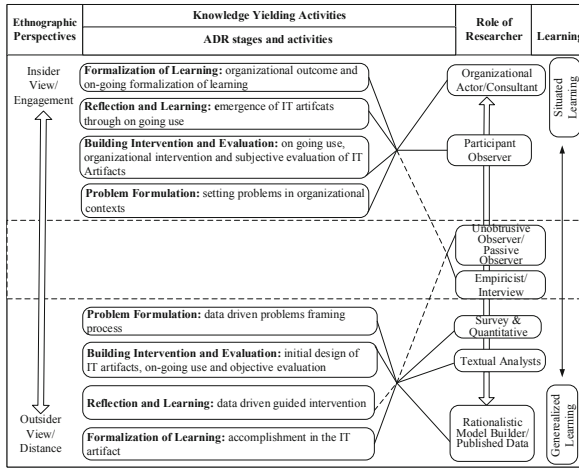 Ethnographic
Perspectives
Knowledge Yielding Activities
ADR stages and activities
Role of
Researcher
Learning
Insider
View/
Engagement
Formalization of Learning: organizational outcome and
on-going formalization of learning
Reflection and Learning: emergence of IT artifcats
through on going use
Building Intervention and Evaluation: on going use,
organizational intervention and subjective evaluation of IT
Artifacts
Problem Formulation: setting problems in organizational
contexts
Organizational
Actor/Consultant
Participant
Observer
Unobtrusive
Observer/
Passive
Observer
Empiricist/
Interview
Situated
Learning
Problem Formulation: data driven problems framing
process
Building Intervention and Evaluation: initial design of
IT artifacts, on-going use and objective evaluation
Reflection and Learning: data driven guided intervention
Formalization of Learning: accomplishment in the IT
artifact
Survey &
Quantitative
Textual Analysts
Rationalistic
Model Builder/
Published Data
Generealized
Learning
Outsider
View/
Distance